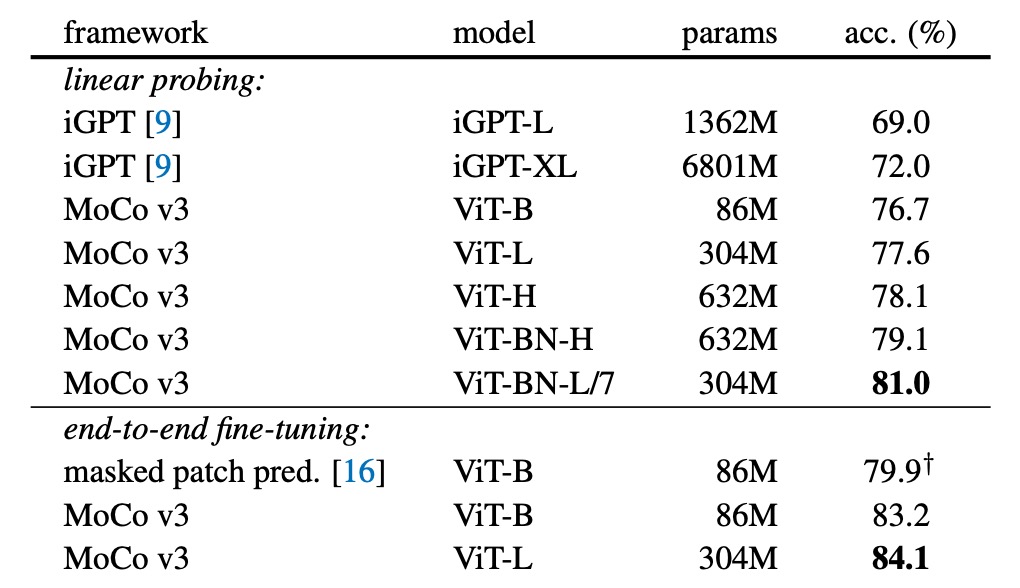 framework model params acc. (%)
linear probing:
iGPT [9] iGPT-L 1362M 69.0
iGPT [9] iGPT-XL 6801M 72.0
MoCo v3 ViT-B 86M 76.7
MoCo v3 ViT-L 304M 77.6
MoCo v3 ViT-H 632M 78.1
MoCo v3 ViT-BN-H 632M 79.1
MoCo v3 ViT-BN-L/7 304M 81.0
end-to-end fine-tuning:
masked patch pred. [16] ViT-B 86M 79.9†
MoCo v3 ViT-B 86M 83.2
MoCo v3 ViT-L 304M 84.1